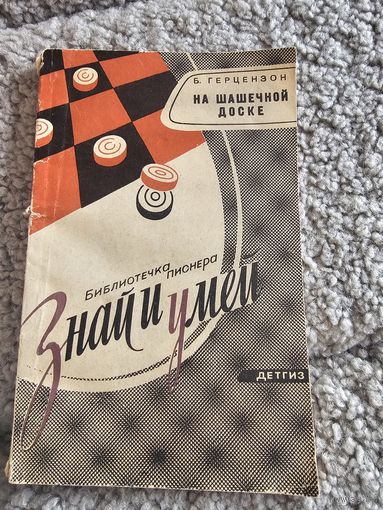 Б. ГЕРЦЕНЗОН
НА ШАШЕЧНОЙ
ДОСКЕ
БИБЛИОТЕЧКА
ПИОНЕРА
Знай и умей
ДЕТГИЗ